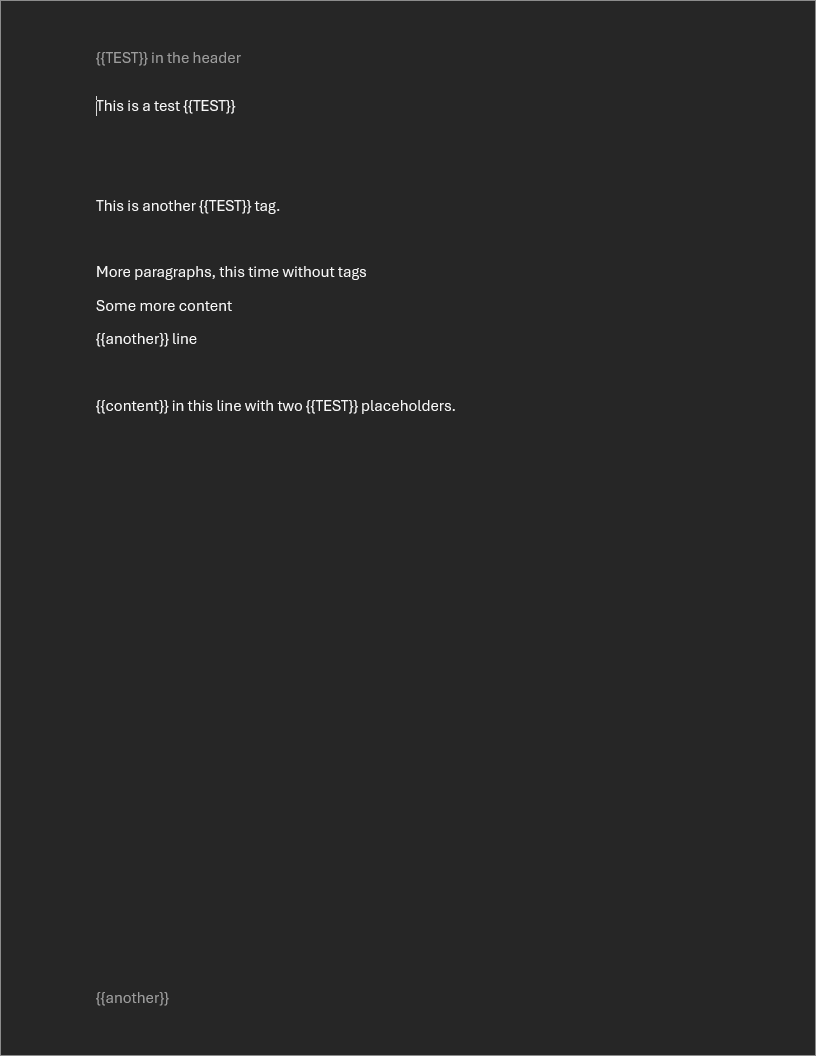 {{TEST}} in the header
This is a test {{TEST}}
This is another {{TEST}} tag.
More paragraphs, this time without tags
Some more content
{{another}} line
{{content}} in this line with two {{TEST}} placeholders.
{{another}}